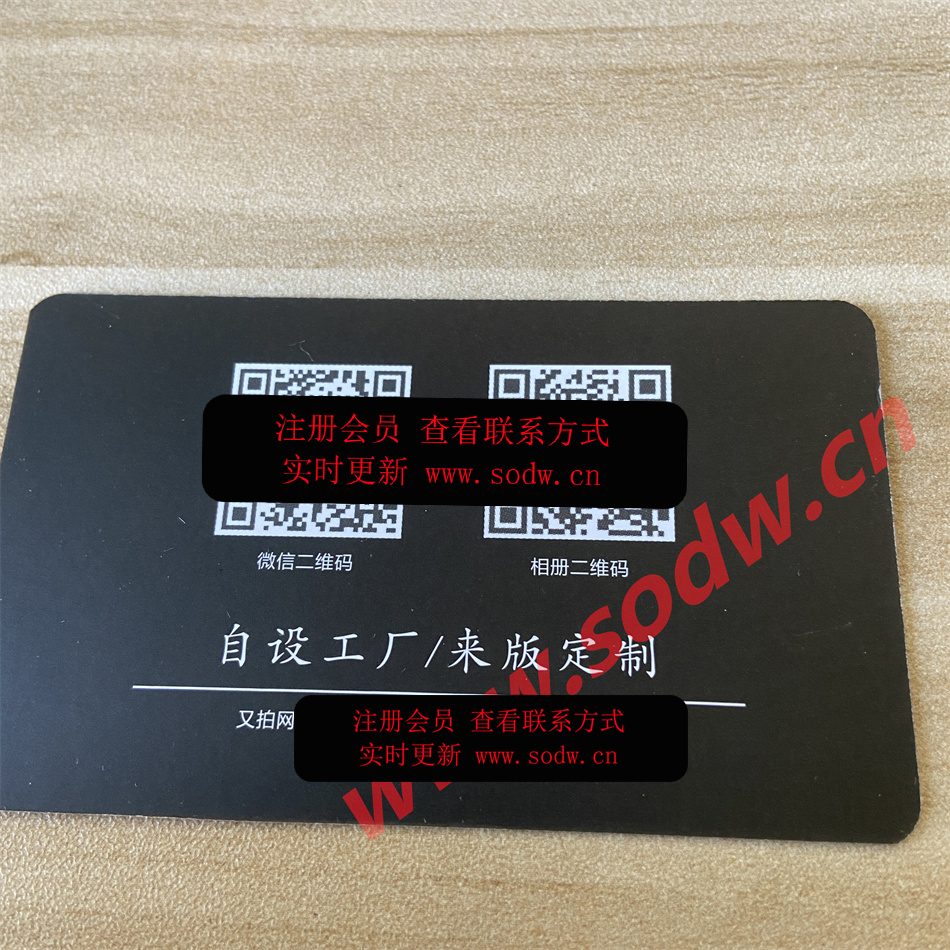 注册会员 查看联系方式
实时更新 www.sodw.cn
微信二维码
相册二维码
自设工厂/来版定制
又拍网
注册会员 查看联系方式
实时更新 www.sodw.cn
www.sodw.cn